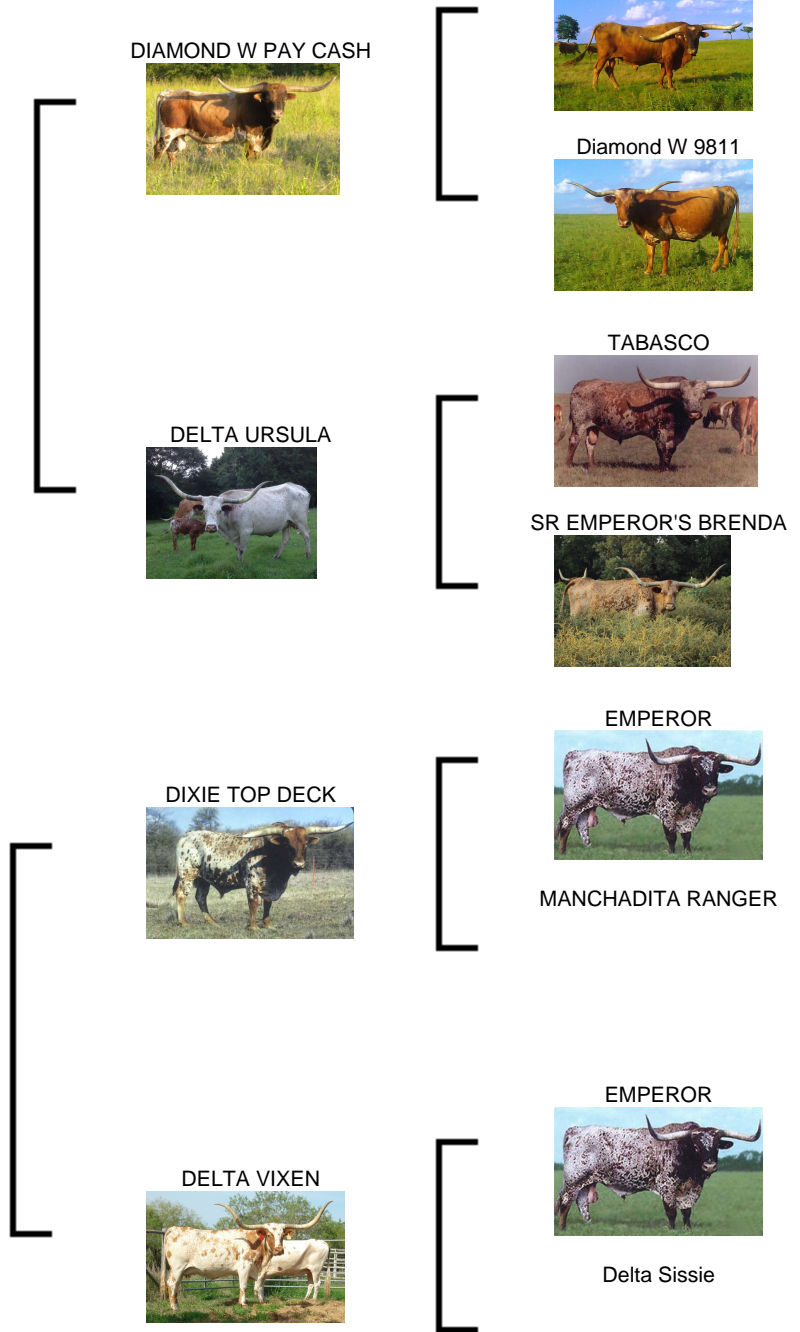 DIAMOND W PAY CASH
Diamond W 9811
TABASCO
DELTA URSULA
SR EMPEROR'S BRENDA
EMPEROR
DIXIE TOP DECK
MANCHADITA RANGER
EMPEROR
DELTA VIXEN
Delta Sissie